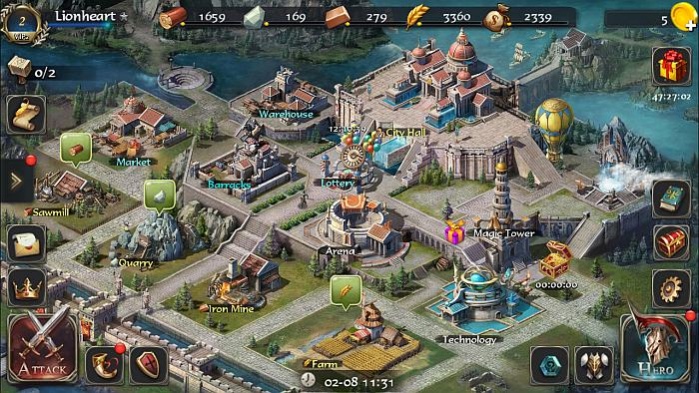 Lionheart
1659
169
279
3360
2339
5
2
VIP
0/2
47:27:02
Warehouse
City Hall
Market
Barracks
Lottery
Sawmill
Arena
Magic Tower
Quarry
Iron Mine
00:00:00
Technology
Farm
ATTACK
HERO
02-08 11:31